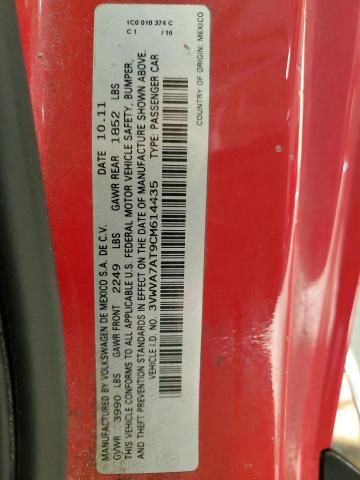 1C0 010 374 C
C 1 / 10
MANUFACTURED BY VOLKSWAGEN DE MEXICO S.A. DE C.V. DATE 10.11
GVWR 3990 LBS GAWR FRONT 2249 LBS GAWR REAR 1852 LBS
THIS VEHICLE CONFORMS TO ALL APPLICABLE U.S. FEDERAL MOTOR VEHICLE SAFETY, BUMPER,
AND THEFT PREVENTION STANDARDS IN EFFECT ON THE DATE OF MANUFACTURE SHOWN ABOVE.
VEHICLE I.D. NO. 3VWVA7AT9CM614435 TYPE: PASSENGER CAR
COUNTRY OF ORIGIN: MEXICO